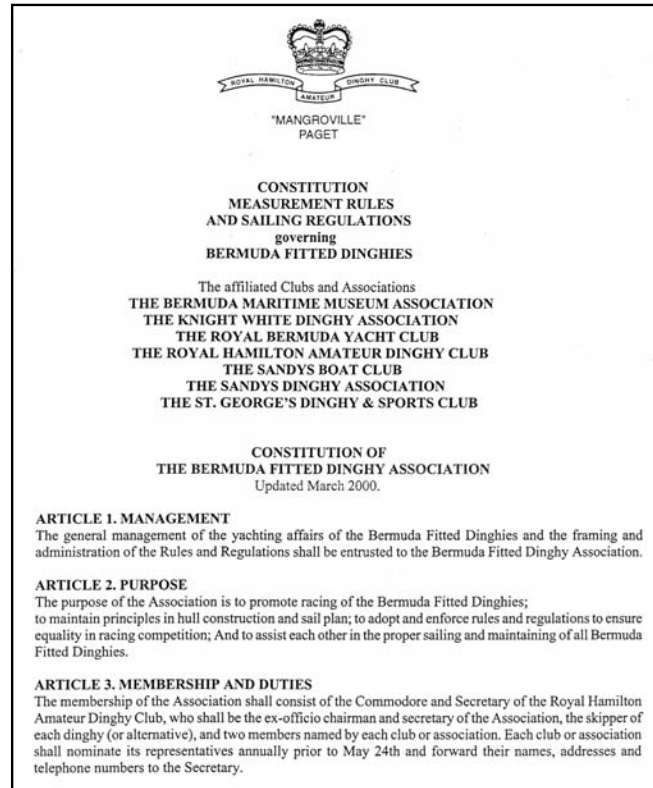 ROYAL HAMILTON
AMATEUR
DINGHY CLUB
"MANGROVILLE"
PAGET
CONSTITUTION
MEASUREMENT RULES
AND SAILING REGULATIONS
governing
BERMUDA FITTED DINGHIES
The affiliated Clubs and Associations
THE BERMUDA MARITIME MUSEUM ASSOCIATION
THE KNIGHT WHITE DINGHY ASSOCIATION
THE ROYAL BERMUDA YACHT CLUB
THE ROYAL HAMILTON AMATEUR DINGHY CLUB
THE SANDYS BOAT CLUB
THE SANDYS DINGHY ASSOCIATION
THE ST. GEORGE'S DINGHY & SPORTS CLUB
CONSTITUTION OF
THE BERMUDA FITTED DINGHY ASSOCIATION
Updated March 2000.
ARTICLE 1. MANAGEMENT
The general management of the yachting affairs of the Bermuda Fitted Dinghies and the framing and
administration of the Rules and Regulations shall be entrusted to the Bermuda Fitted Dinghy Association.
ARTICLE 2. PURPOSE
The purpose of the Association is to promote racing of the Bermuda Fitted Dinghies;
to maintain principles in hull construction and sail plan; to adopt and enforce rules and regulations to ensure
equality in racing competition; And to assist each other in the proper sailing and maintaining of all Bermuda
Fitted Dinghies.
ARTICLE 3. MEMBERSHIP AND DUTIES
The membership of the Association shall consist of the Commodore and Secretary of the Royal Hamilton
Amateur Dinghy Club, who shall be the ex-officio chairman and secretary of the Association, the skipper of
each dinghy (or alternative), and two members named by each club or association. Each club or association
shall nominate its representatives annually prior to May 24th and forward their names, addresses and
telephone numbers to the Secretary.